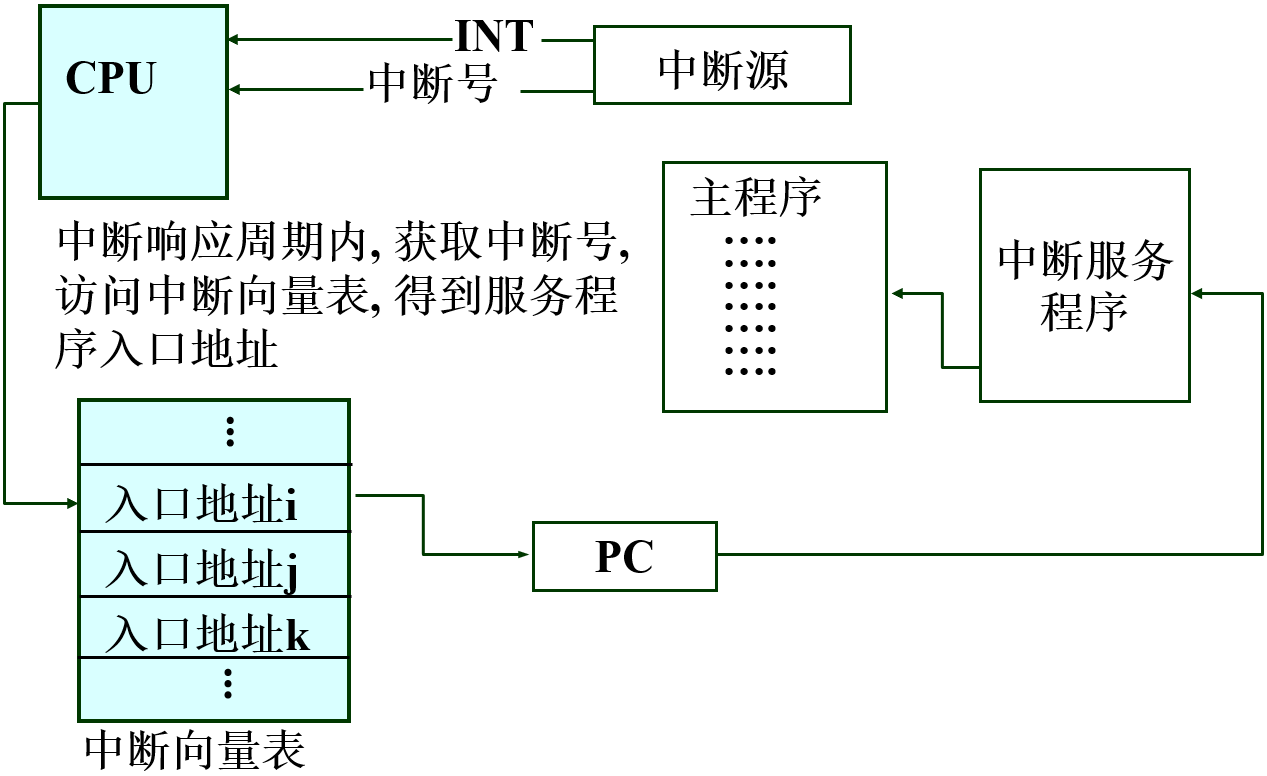 INT
CPU
中断号
中断源
主程序
中断服务
程序
中断响应周期内, 获取中断号,
访问中断向量表, 得到服务程
序入口地址
入口地址i
入口地址j
入口地址k
PC
中断向量表